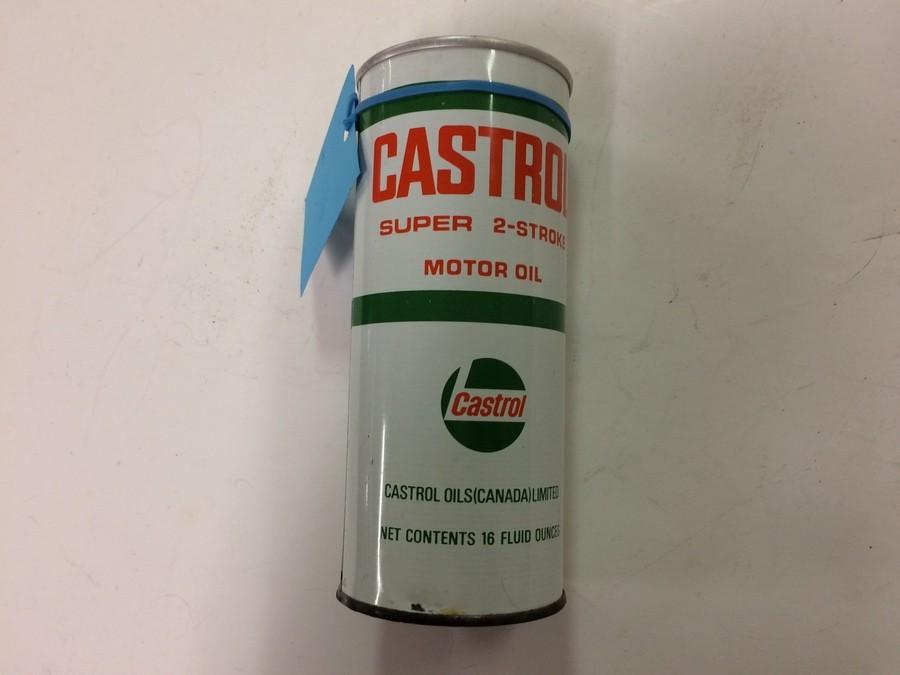 CASTROL
SUPER 2-STROKE
MOTOR OIL
Castrol
CASTROL OILS(CANADA)LIMITED
NET CONTENTS 16 FLUID OUNCES